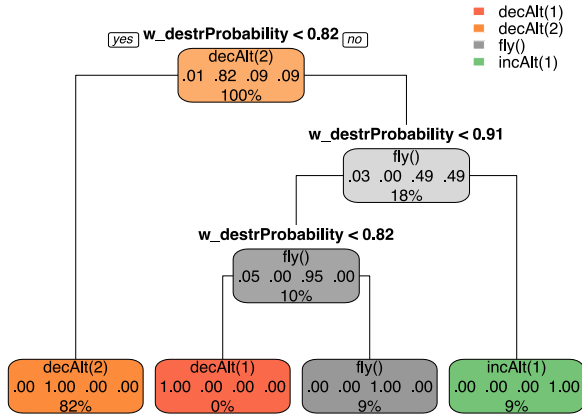 w_destrProbability < 0.82
yes
no
decAlt(2)
.01 .82 .09 .09
100%
decAlt(1)
decAlt(2)
fly()
incAlt(1)
w_destrProbability < 0.91
fly()
.03 .00 .49 .49
18%
w_destrProbability < 0.82
fly()
.05 .00 .95 .00
10%
decAlt(2)
.00 1.00 .00 .00
82%
decAlt(1)
1.00 .00 .00 .00
0%
fly()
.00 .00 1.00 .00
9%
incAlt(1)
.00 .00 .00 1.00
9%